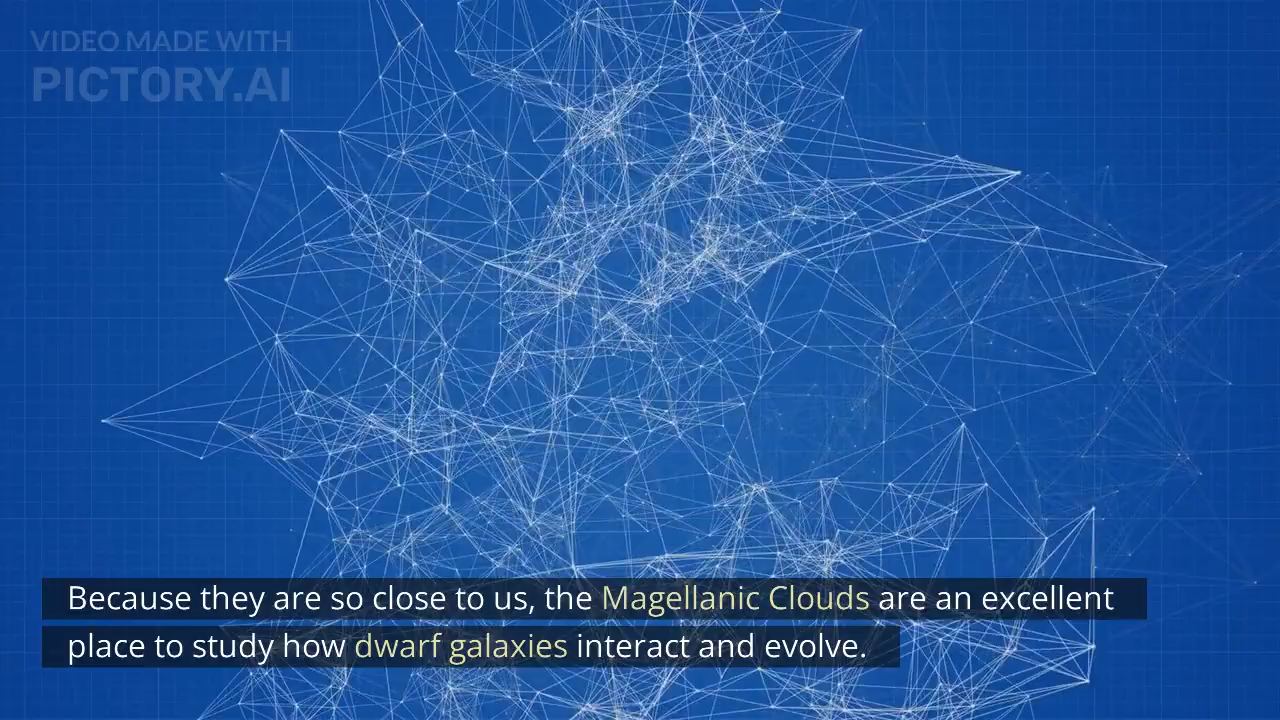 VIDEO MADE WITH
PICTORY.AI
Because they are so close to us, the Magellanic Clouds are an excellent
place to study how dwarf galaxies interact and evolve.